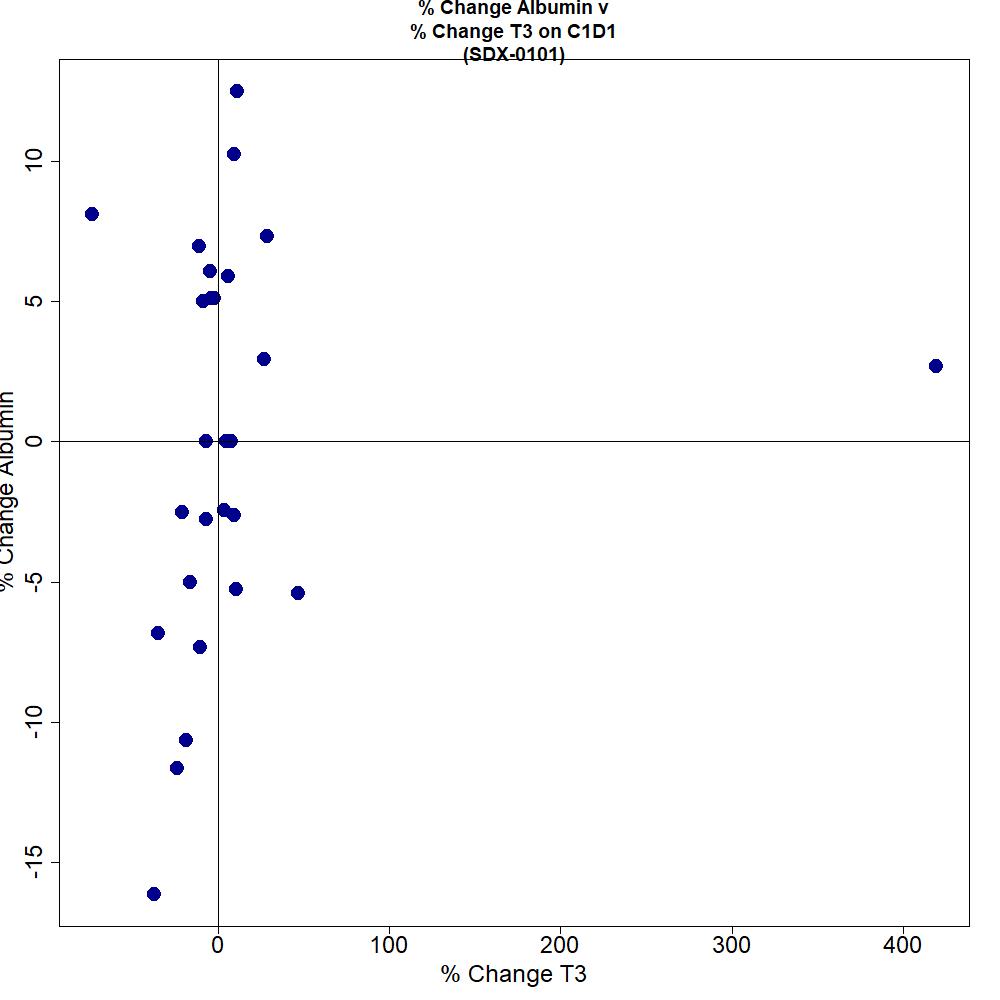 % Change Albumin v
% Change T3 on C1D1
(SDX-0101)
% Change Albumin
10
5
0
-5
-10
-15
0
100
200
300
400
% Change T3